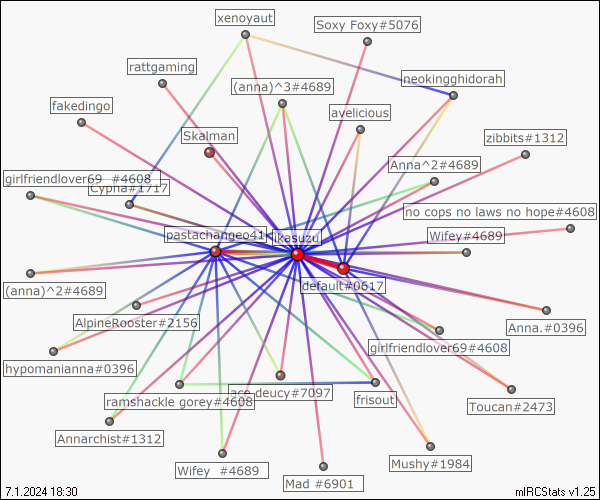 xenoyaut
Soxy Foxy#5076
rattgaming
neokingghidorah
(anna)^3#4689
fakedingo
avelicious
Skalman
zibbits#1312
Anna^2#4689
girlfriendlover69 #4608
Cypha#1717
no cops no laws no hope#4608
pastachangeo41
ikasuzu
Wifey#4689
default#0617
(anna)^2#4689
AlpineRooster#2156
Anna.#0396
girlfriendlover69#4608
hypomanianna#0396
ramshackle gorey#4608
deucy#7097
frisout
Toucan#2473
Annarchist#1312
Wifey #4689
Mushy#1984
Mad #6901
7.1.2024 18:30
mIRCStats v1.25